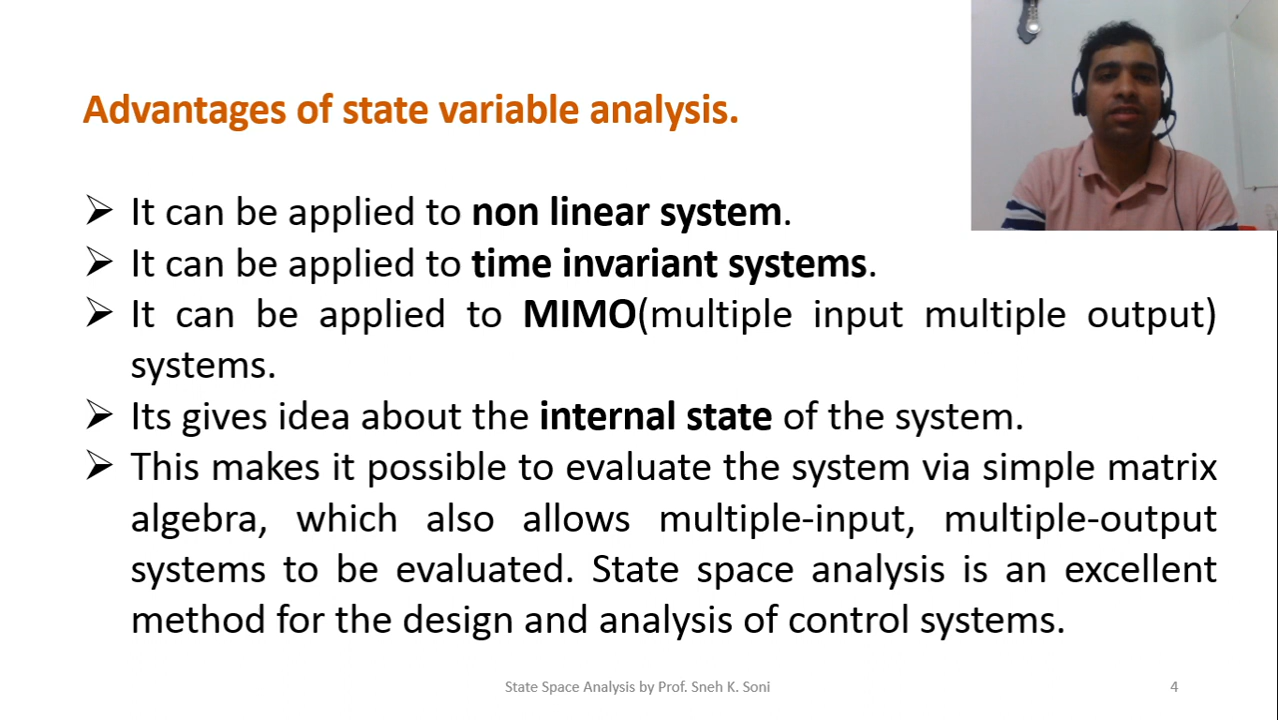 Advantages of state variable analysis.
➢ It can be applied to non linear system.
➢ It can be applied to time invariant systems.
➢ It can be applied to MIMO(multiple input multiple output)
systems.
➢ Its gives idea about the internal state of the system.
➢ This makes it possible to evaluate the system via simple matrix
algebra, which also allows multiple-input, multiple-output
systems to be evaluated. State space analysis is an excellent
method for the design and analysis of control systems.
State Space Analysis by Prof. Sneh K. Soni
4